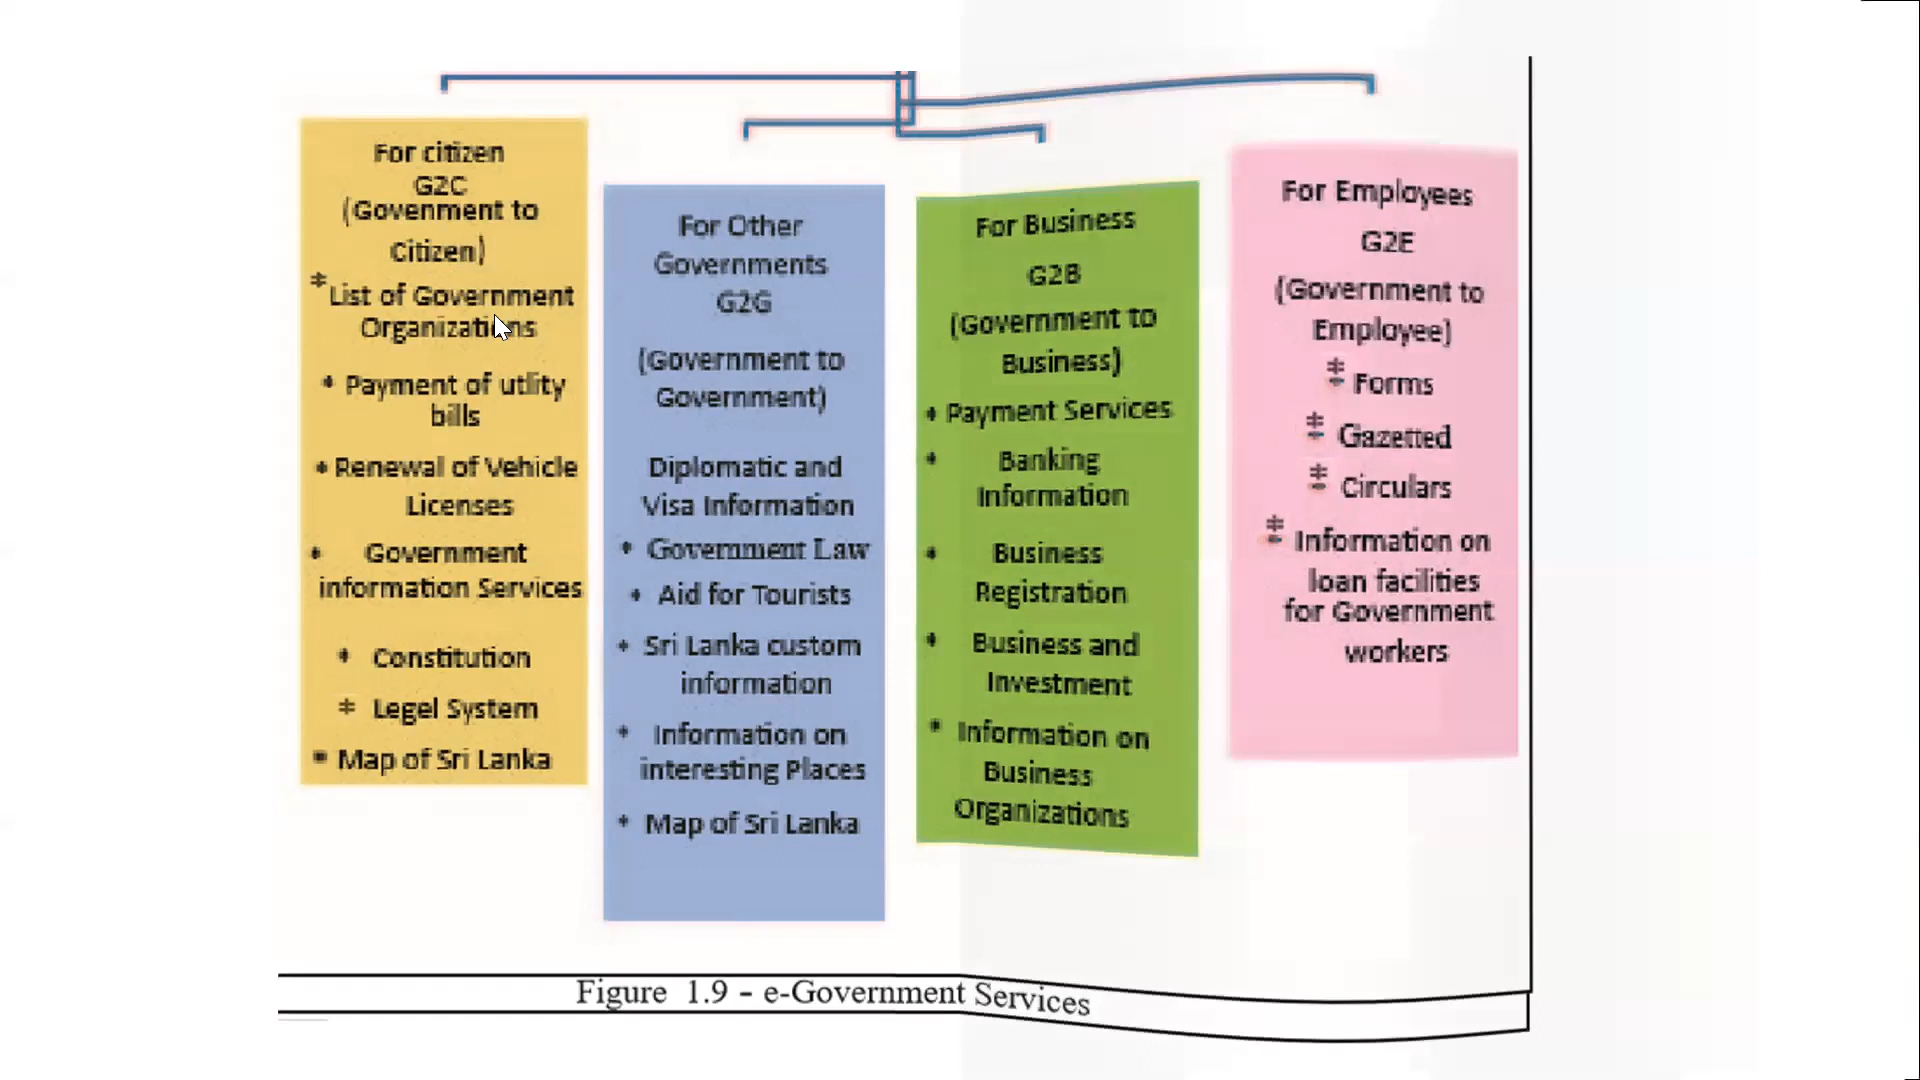 For citizen
G2C
(Govenment to
Citizen)
‡List of Government
Organizations
• Payment of utlity
bills
• Renewal of Vehicle
Licenses
• Government
information Services
• Constitution
‡ Legel System
• Map of Sri Lanka
For Other
Governments
G2G
(Government to
Government)
Diplomatic and
Visa Information
• Government Law
• Aid for Tourists
• Sri Lanka custom
information
• Information on
interesting Places
• Map of Sri Lanka
For Business
G2B
(Government to
Business)
• Payment Services
• Banking
Information
• Business
Registration
• Business and
Investment
• Information on
Business
Organizations
For Employees
G2E
(Government to
Employee)
‡ Forms
‡ Gazetted
‡ Circulars
‡ Information on
loan facilities
for Government
workers
Figure 1.9 - e-Government Services